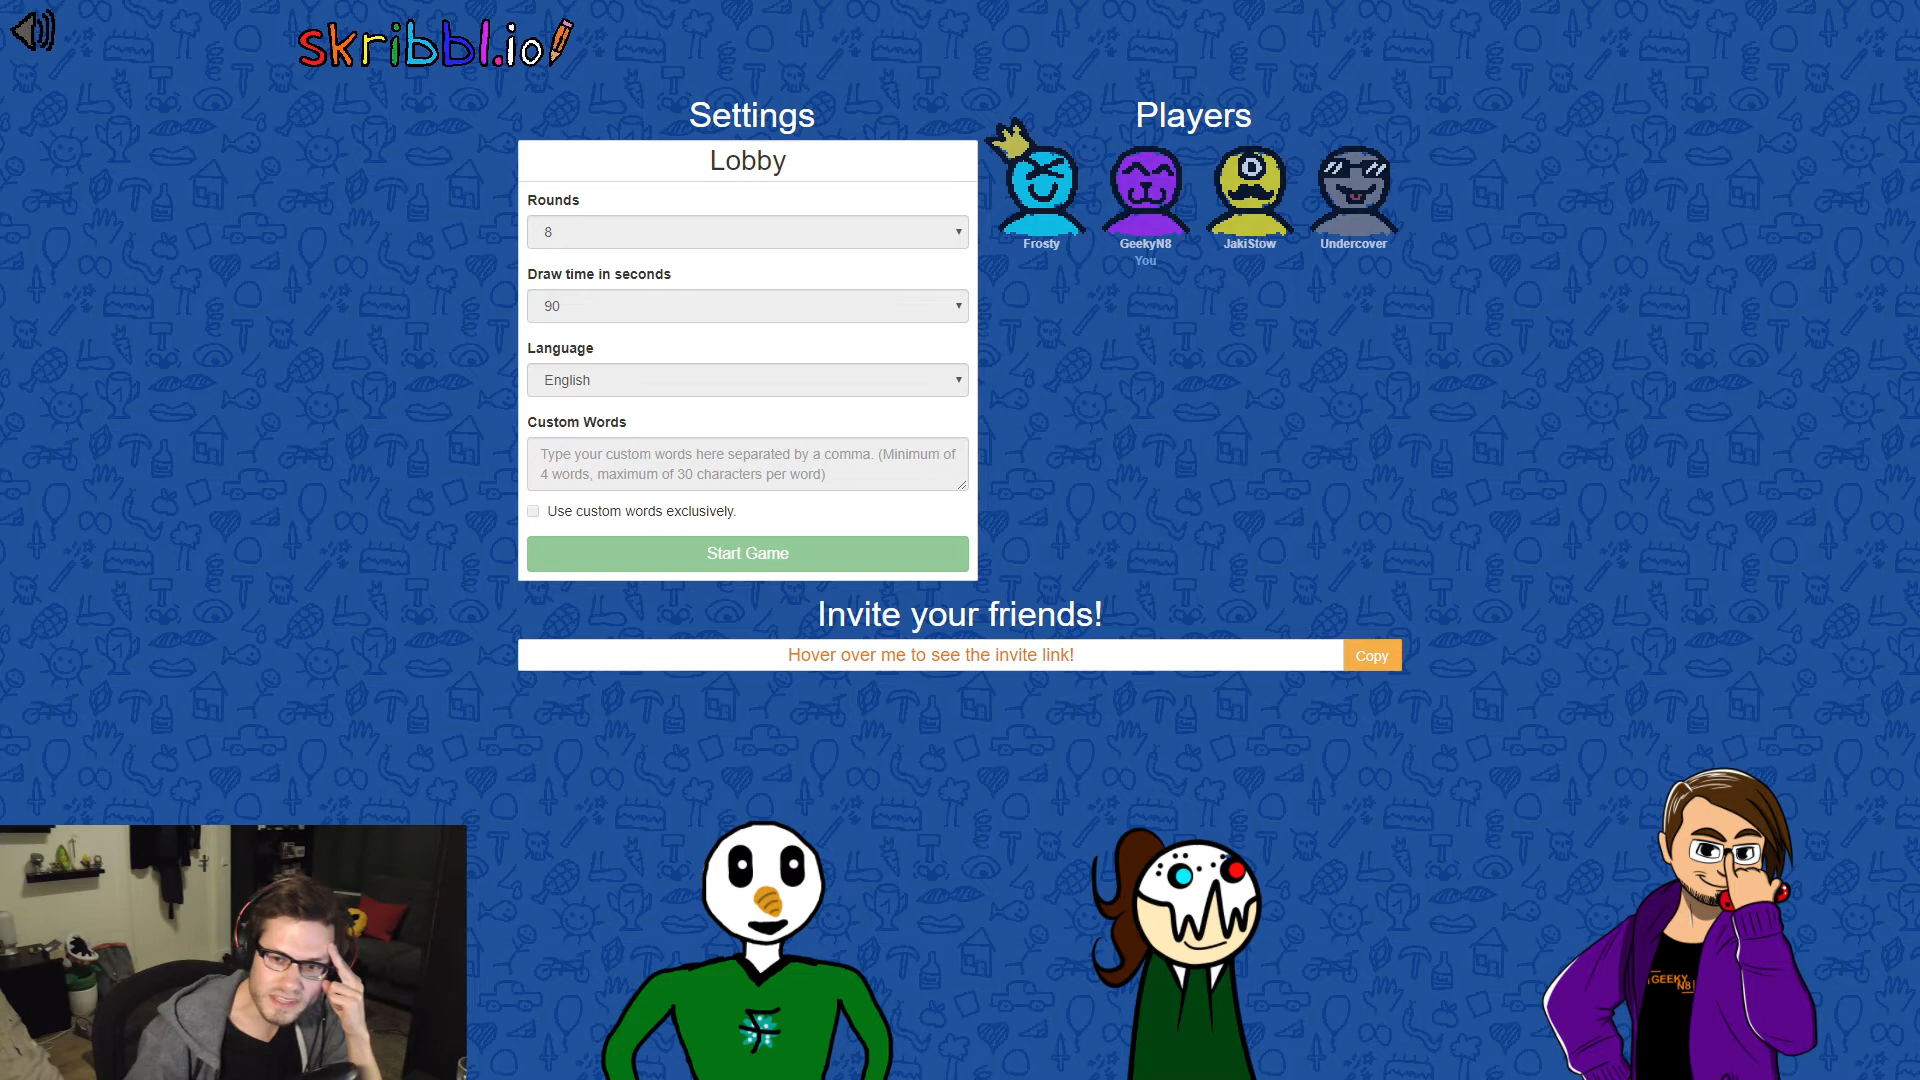 skribbl.io
Settings
Players
Lobby
Rounds
8
Draw time in seconds
90
Language
English
Custom Words
Type your custom words here separated by a comma. (Minimum of
4 words, maximum of 30 characters per word)
Use custom words exclusively.
Start Game
Frosty
GeekyN8
JakiStow
Undercover
You
Invite your friends!
Hover over me to see the invite link!
Copy
GEEKY
N8